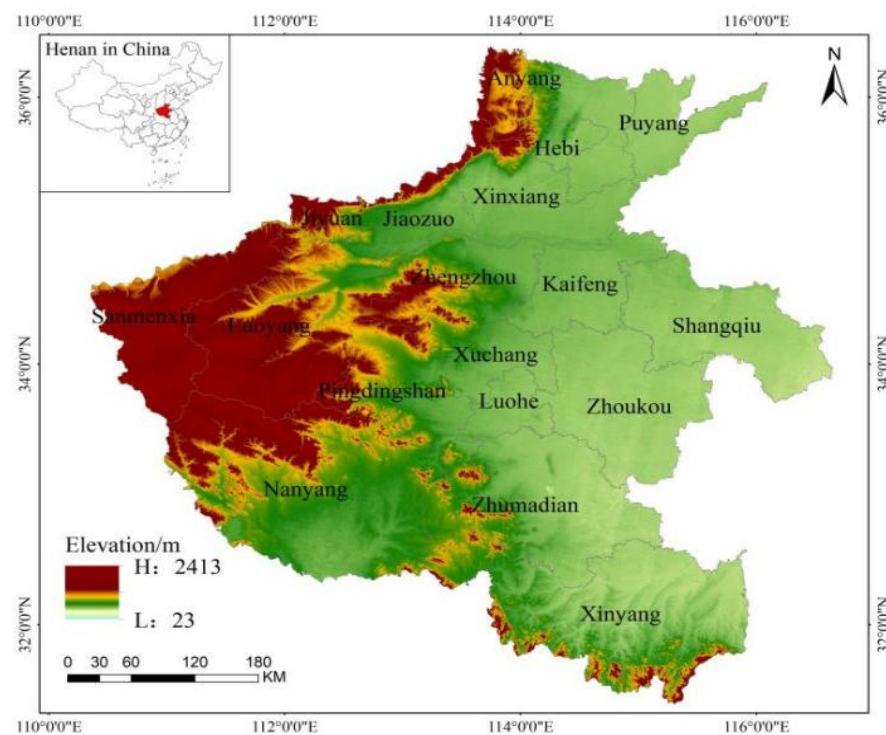 110°0'0"E
112°0'0"E
114°0'0"E
116°0'0"E
Henan in China
N
36°0'0"N
36°0'0"N
Anyang
Puyang
Hebi
Xinxiang
Jiyuan
Jiaozuo
Zhengzhou
Kaifeng
Sanmenxia
Luoyang
Shangqiu
Xuchang
34°0'0"N
34°0'0"N
Pingdingshan
Luohe
Zhoukou
Nanyang
Zhumadian
Elevation/m
H：2413
L：23
Xinyang
32°0'0"N
32°0'0"N
0 30 60 120 180
KM
110°0'0"E
112°0'0"E
114°0'0"E
116°0'0"E